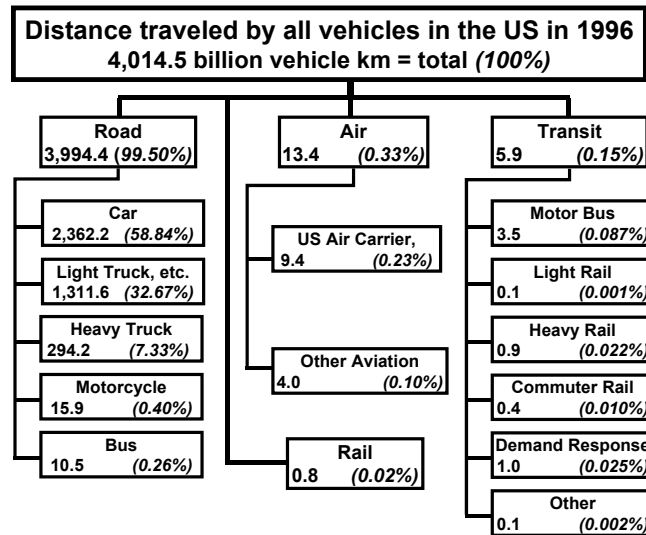 Distance traveled by all vehicles in the US in 1996
4,014.5 billion vehicle km = total (100%)
Road
3,994.4 (99.50%)
Car
2,362.2 (58.84%)
Light Truck, etc.
1,311.6 (32.67%)
Heavy Truck
294.2 (7.33%)
Motorcycle
15.9 (0.40%)
Bus
10.5 (0.26%)
Air
13.4 (0.33%)
US Air Carrier,
9.4 (0.23%)
Other Aviation
4.0 (0.10%)
Rail
0.8 (0.02%)
Transit
5.9 (0.15%)
Motor Bus
3.5 (0.087%)
Light Rail
0.1 (0.001%)
Heavy Rail
0.9 (0.022%)
Commuter Rail
0.4 (0.010%)
Demand Response
1.0 (0.025%)
Other
0.1 (0.002%)